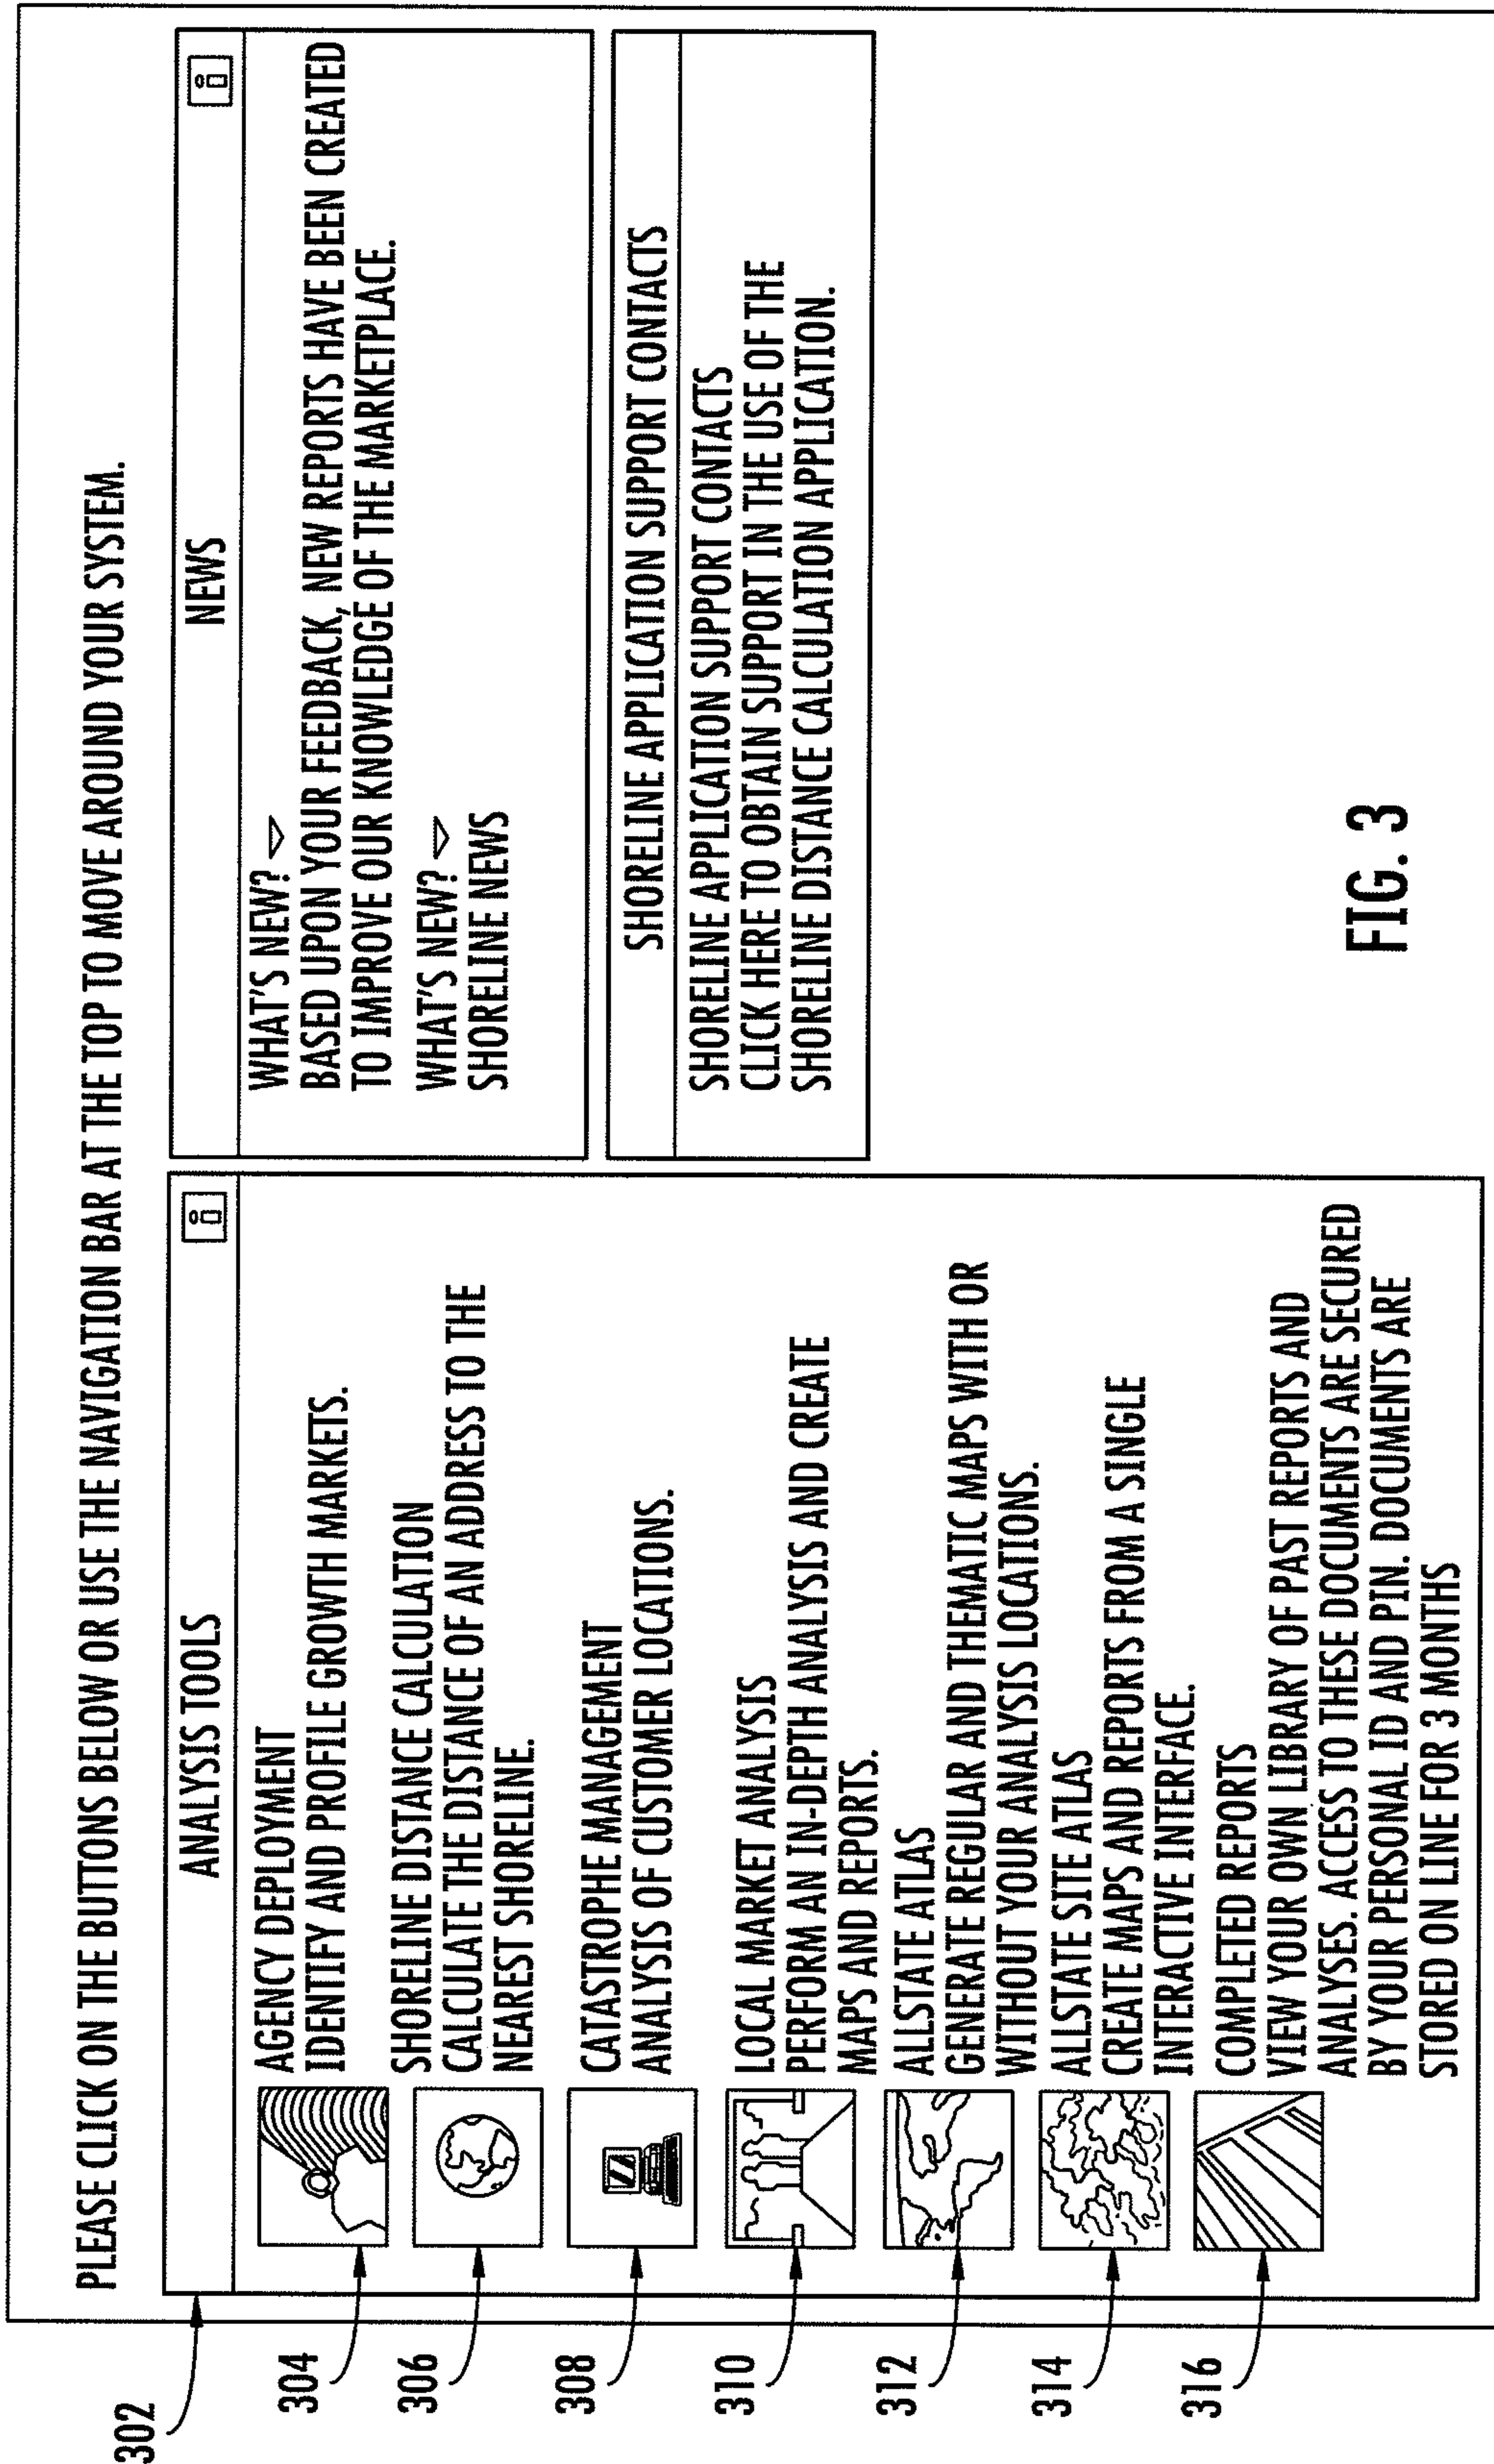 PLEASE CLICK ON THE BUTTONS BELOW OR USE THE NAVIGATION BAR AT THE TOP TO MOVE AROUND YOUR SYSTEM.
302
ANALYSIS TOOLS
i
304
AGENCY DEPLOYMENT
IDENTIFY AND PROFILE GROWTH MARKETS.
306
SHORELINE DISTANCE CALCULATION
CALCULATE THE DISTANCE OF AN ADDRESS TO THE
NEAREST SHORELINE.
308
CATASTROPHE MANAGEMENT
ANALYSIS OF CUSTOMER LOCATIONS.
310
LOCAL MARKET ANALYSIS
PERFORM AN IN-DEPTH ANALYSIS AND CREATE
MAPS AND REPORTS.
312
ALLSTATE ATLAS
GENERATE REGULAR AND THEMATIC MAPS WITH OR
WITHOUT YOUR ANALYSIS LOCATIONS.
314
ALLSTATE SITE ATLAS
CREATE MAPS AND REPORTS FROM A SINGLE
INTERACTIVE INTERFACE.
316
COMPLETED REPORTS
VIEW YOUR OWN LIBRARY OF PAST REPORTS AND
ANALYSES. ACCESS TO THESE DOCUMENTS ARE SECURED
BY YOUR PERSONAL ID AND PIN. DOCUMENTS ARE
STORED ON LINE FOR 3 MONTHS
NEWS
i
WHAT'S NEW?
BASED UPON YOUR FEEDBACK, NEW REPORTS HAVE BEEN CREATED
TO IMPROVE OUR KNOWLEDGE OF THE MARKETPLACE.
WHAT'S NEW?
SHORELINE NEWS
SHORELINE APPLICATION SUPPORT CONTACTS
SHORELINE APPLICATION SUPPORT CONTACTS
CLICK HERE TO OBTAIN SUPPORT IN THE USE OF THE
SHORELINE DISTANCE CALCULATION APPLICATION.
FIG. 3